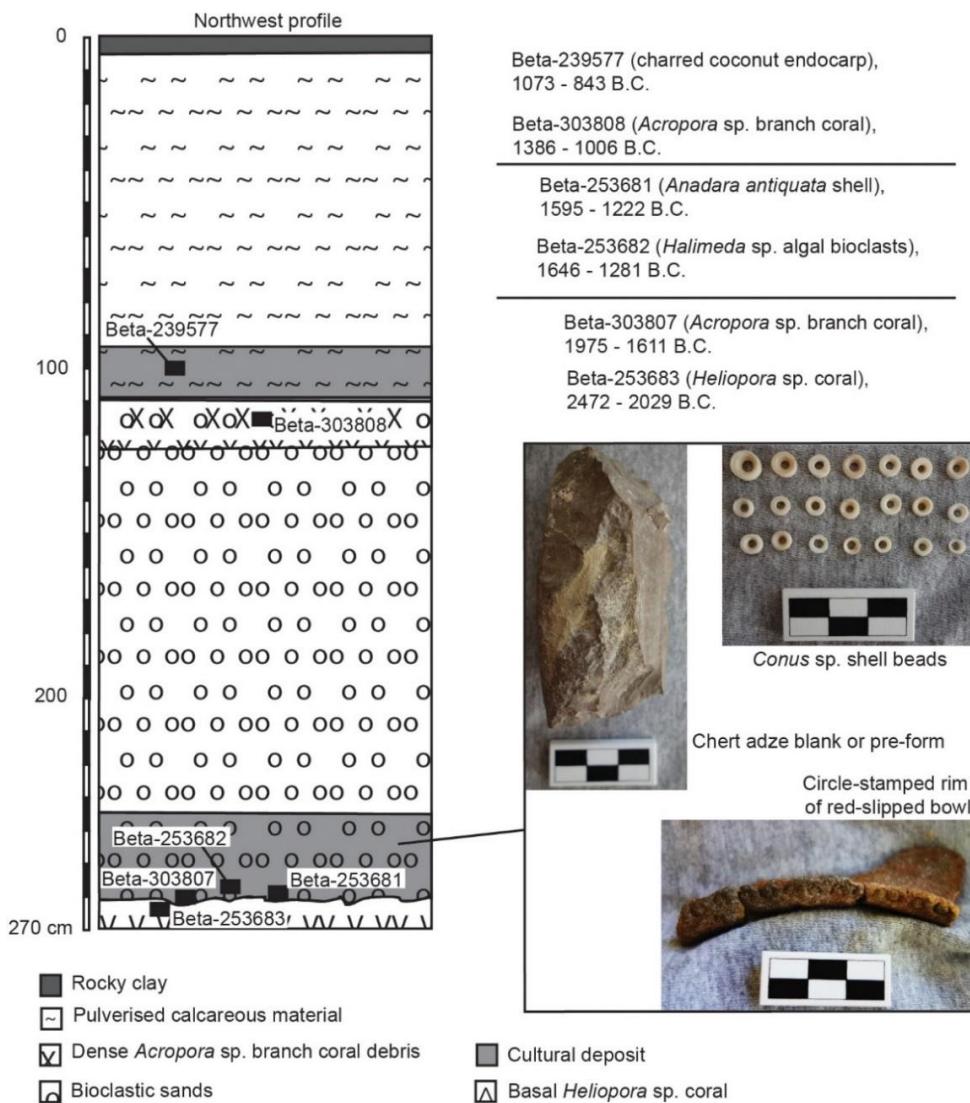 Northwest profile
0
100
200
270 cm
Beta-239577
Beta-303808
Beta-253682
Beta-303807
Beta-253681
Beta-253683
Beta-239577 (charred coconut endocarp),
1073 - 843 B.C.
Beta-303808 (Acropora sp. branch coral),
1386 - 1006 B.C.
Beta-253681 (Anadara antiquata shell),
1595 - 1222 B.C.
Beta-253682 (Halimeda sp. algal bioclasts),
1646 - 1281 B.C.
Beta-303807 (Acropora sp. branch coral),
1975 - 1611 B.C.
Beta-253683 (Heliopora sp. coral),
2472 - 2029 B.C.
Conus sp. shell beads
Chert adze blank or pre-form
Circle-stamped rim
of red-slipped bowl
Rocky clay
Pulverised calcareous material
Dense Acropora sp. branch coral debris
Bioclastic sands
Cultural deposit
Basal Heliopora sp. coral